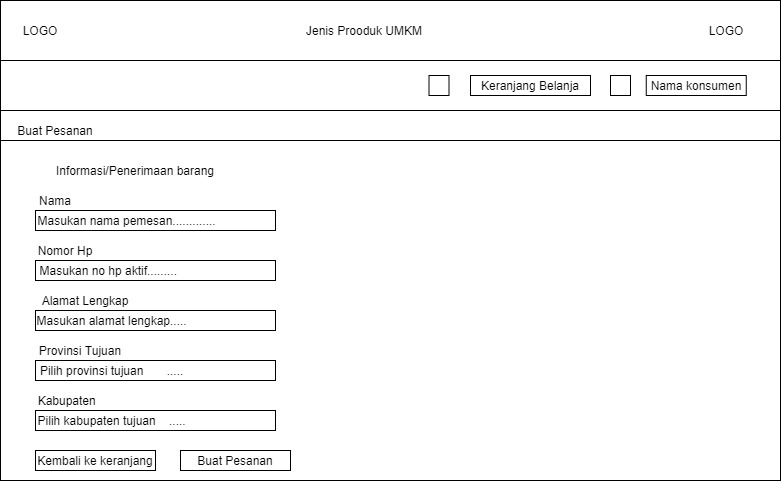 LOGO Jenis Prooduk UMKM LOGO
Keranjang Belanja Nama konsumen
Buat Pesanan
Informasi/Penerimaan barang
Nama
Masukan nama pemesan.............
Nomor Hp
Masukan no hp aktif.........
Alamat Lengkap
Masukan alamat lengkap.....
Provinsi Tujuan
Pilih provinsi tujuan .....
Kabupaten
Pilih kabupaten tujuan .....
Kembali ke keranjang Buat Pesanan